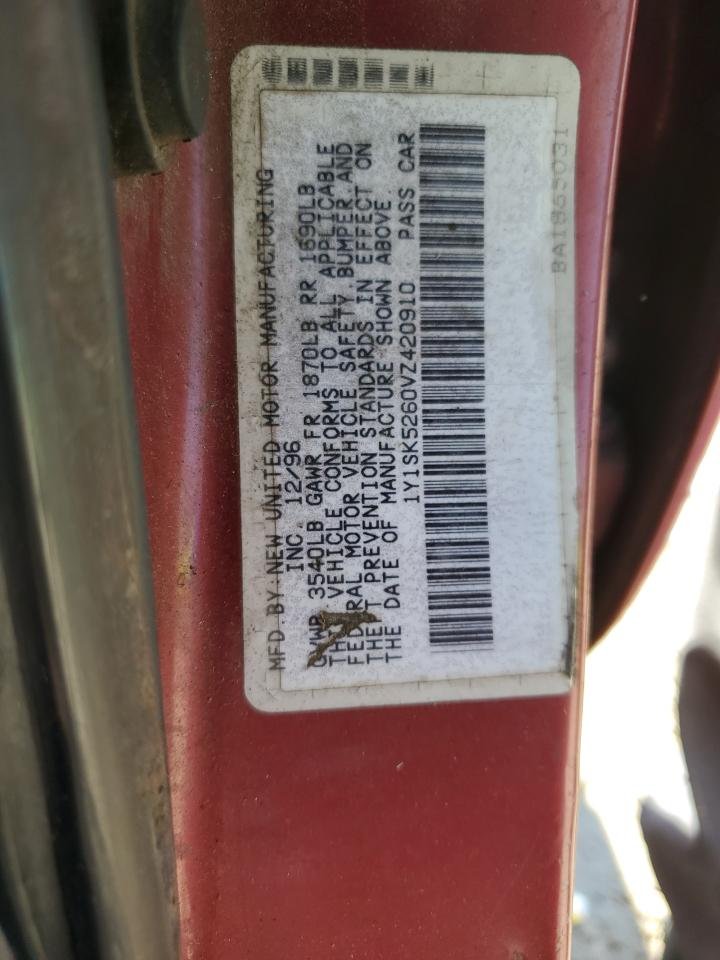 MFD.BY:NEW UNITED MOTOR MANUFACTURING
INC. 12/96
GVWR 3540LB GAWR FR 1870LB RR 1690LB
THIS VEHICLE CONFORMS TO ALL APPLICABLE
FEDERAL MOTOR VEHICLE SAFETY, BUMPER,AND
THEFT PREVENTION STANDARDS IN EFFECT ON
THE DATE OF MANUFACTURE SHOWN ABOVE.
1Y1SK5260VZ420910 PASS CAR